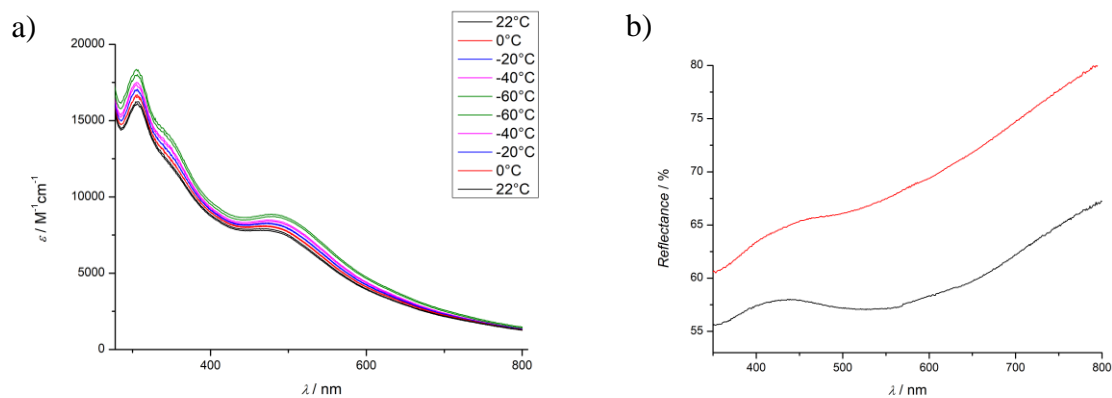 a)
20000
15000
10000
5000
0
ε / M⁻¹cm⁻¹
400
600
800
λ / nm
22°C
0°C
-20°C
-40°C
-60°C
-60°C
-40°C
-20°C
0°C
22°C
b)
80
75
70
65
60
55
Reflectance / %
400
500
600
700
800
λ / nm